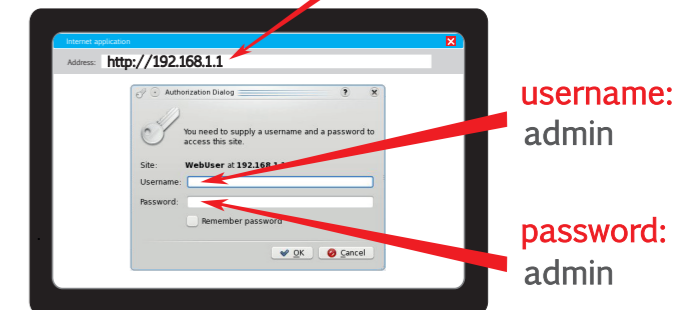 Internet application
Address: http://192.168.1.1
Authorization Dialog
You need to supply a username and a password to
access this site.
Site: WebUser at 192.168.1.1
Username:
Password:
Remember password
OK Cancel
username:
admin
password:
admin